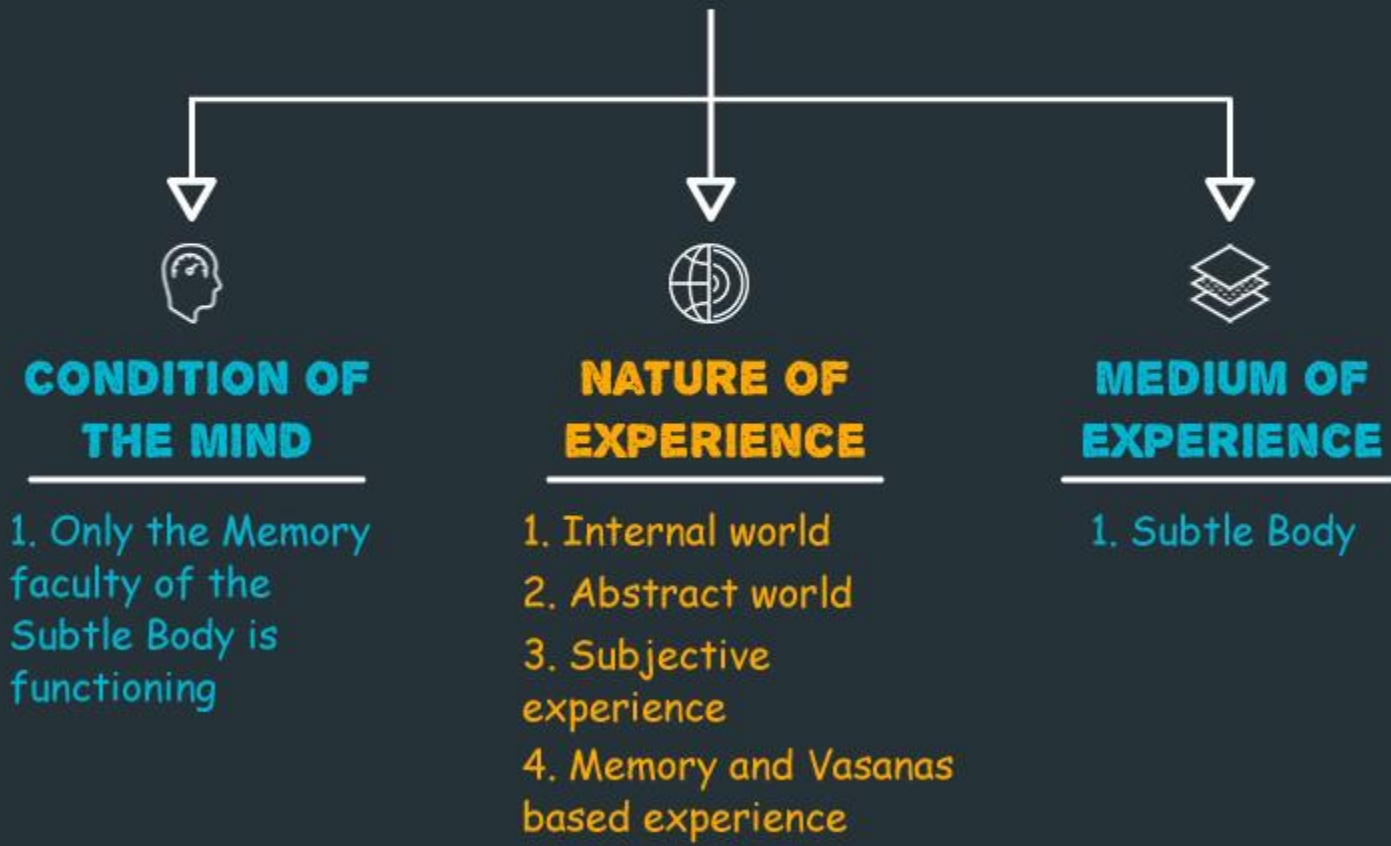 CONDITION OF
THE MIND
1. Only the Memory
faculty of the
Subtle Body is
functioning
NATURE OF
EXPERIENCE
1. Internal world
2. Abstract world
3. Subjective
experience
4. Memory and Vasanas
based experience
MEDIUM OF
EXPERIENCE
1. Subtle Body